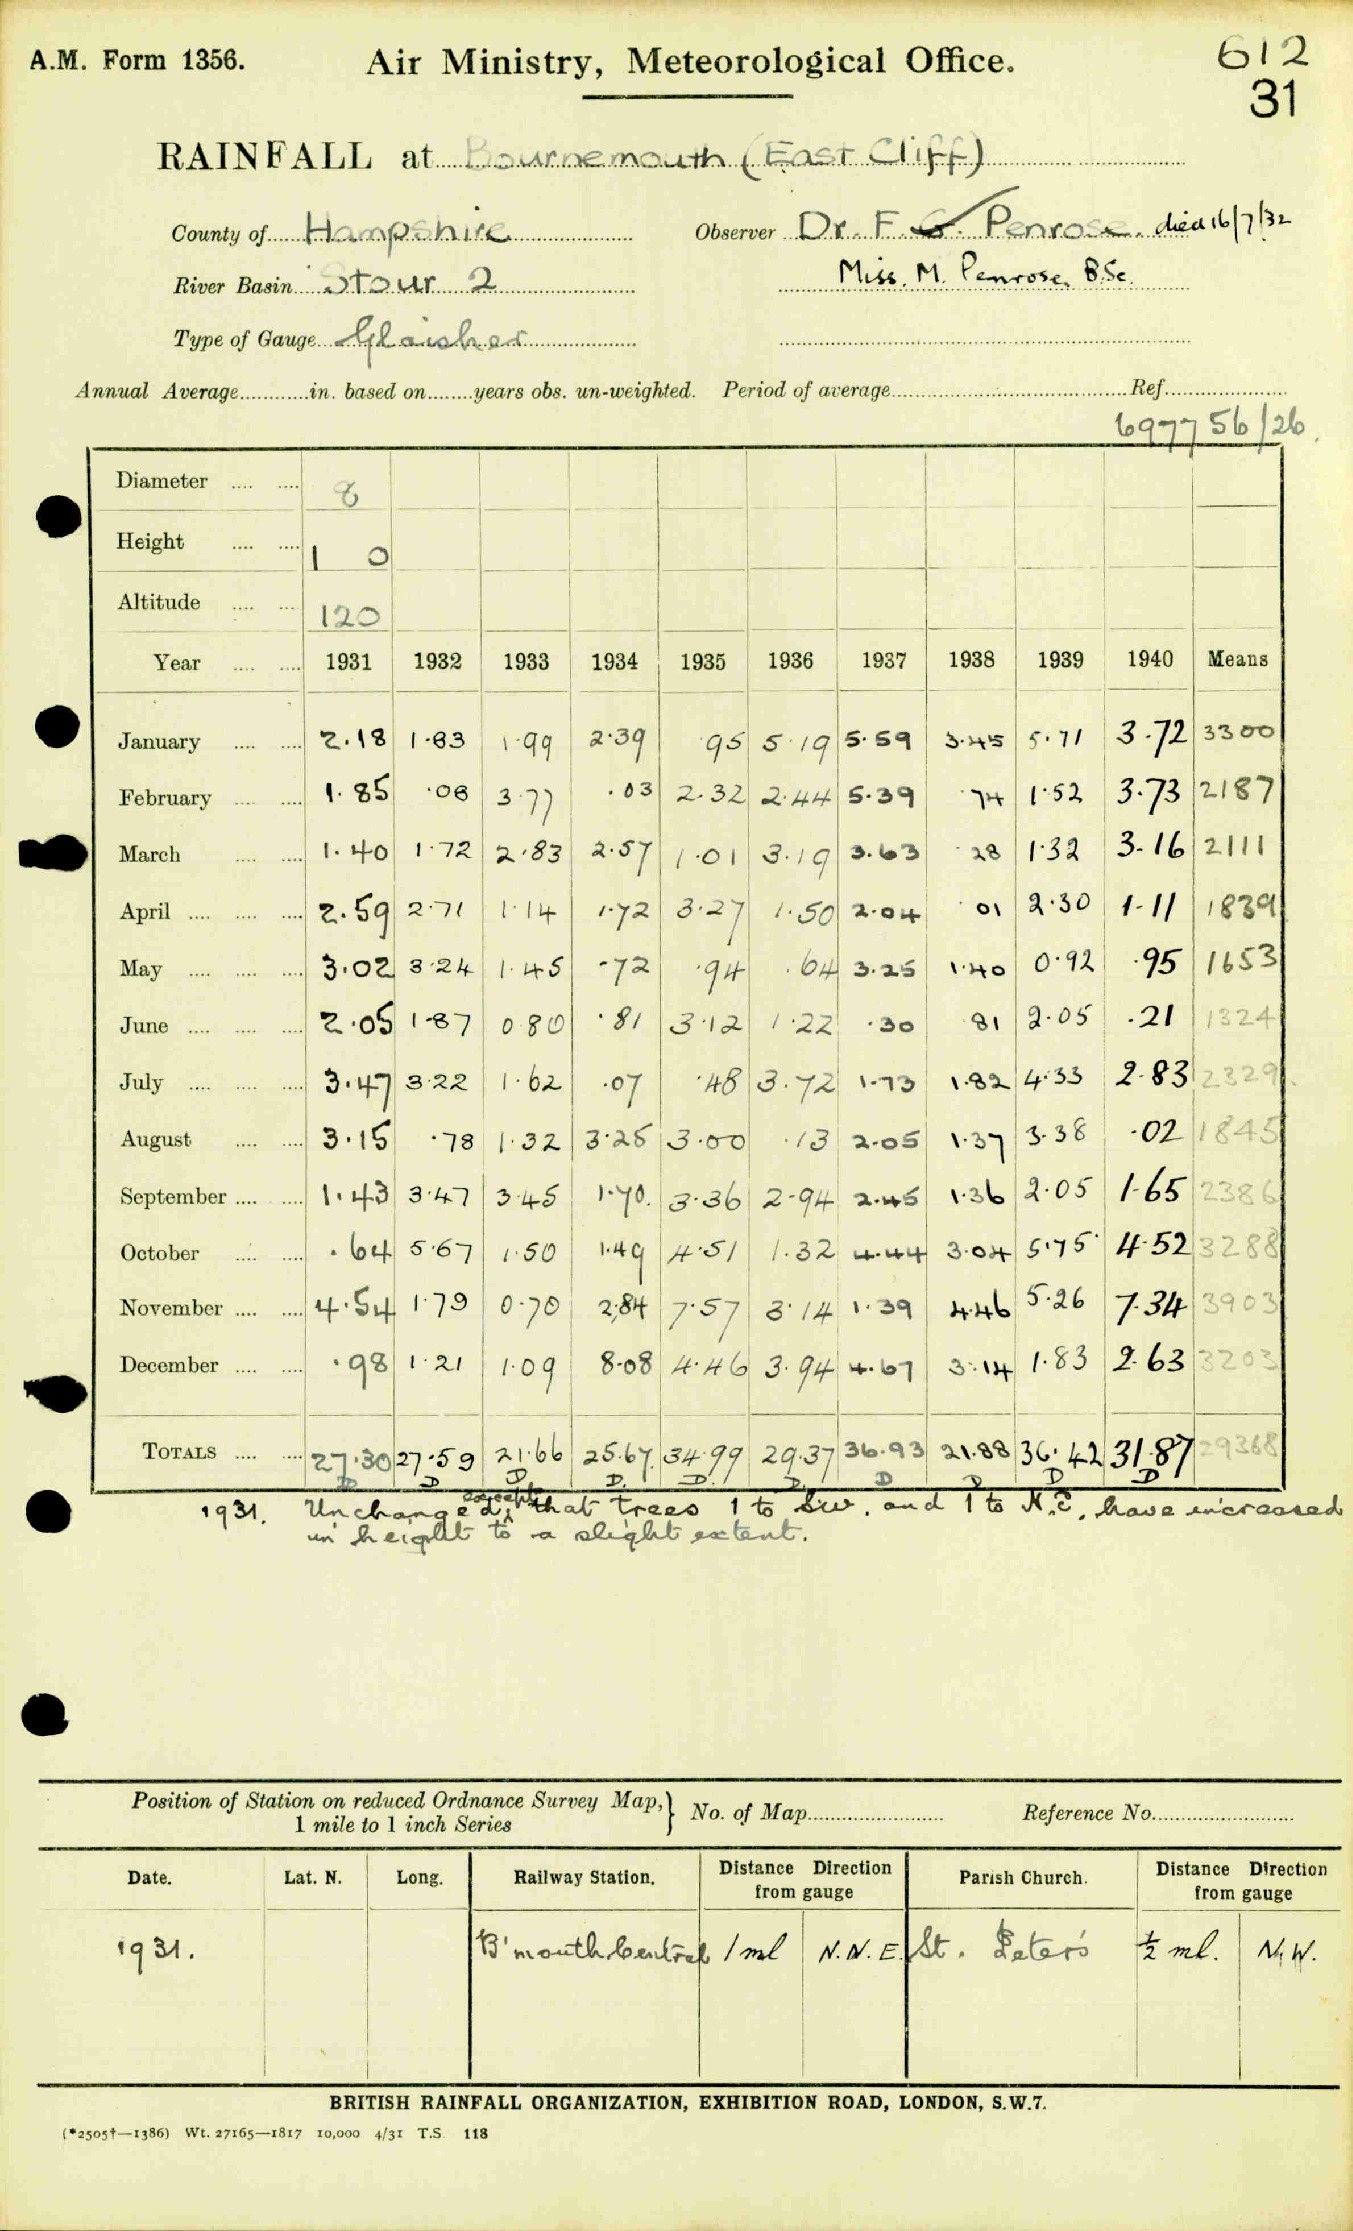 A.M. Form 1356. Air Ministry, Meteorological Office. 612
31
RAINFALL at Bournemouth (East Cliff)
County of Hampshire Observer Dr. F. G. Penrose. died 16/7/32
River Basin Stour 2 Miss. M. Penrose, B.Sc.
Type of Gauge Glaisher
Annual Average in. based on years obs. un-weighted. Period of average Ref.
697756/26
Diameter 8
Height 1 0
Altitude 120
Year 1931 1932 1933 1934 1935 1936 1937 1938 1939 1940 Means
January 2.18 1.83 1.99 2.39 .95 5.19 5.59 3.45 5.71 3.72 3300
February 1.85 .08 3.77 .03 2.32 2.44 5.39 .74 1.52 3.73 2187
March 1.40 1.72 2.83 2.57 1.01 3.19 3.63 .28 1.32 3.16 2111
April 2.59 2.71 1.14 1.72 3.27 1.50 2.04 .01 2.30 1.11 1839
May 3.02 3.24 1.45 .72 .94 .64 3.25 1.40 0.92 .95 1653
June 2.05 1.87 0.80 .81 3.12 1.22 .30 .81 2.05 .21 1324
July 3.47 3.22 1.62 .07 .48 3.72 1.73 1.82 4.33 2.83 2329
August 3.15 .78 1.32 3.25 3.00 .13 2.05 1.37 3.38 .02 1845
September 1.43 3.47 3.45 1.70. 3.36 2.94 2.45 1.36 2.05 1.65 2386
October .64 5.67 1.50 1.49 4.51 1.32 4.44 3.04 5.75 4.52 3288
November 4.54 1.79 0.70 2.84 7.57 3.14 1.39 4.46 5.26 7.34 3903
December .98 1.21 1.09 8.08 4.46 3.94 4.67 3.14 1.83 2.63 3203
TOTALS 27.30 27.59 21.66 25.67 34.99 29.37 36.93 21.88 36.42 31.87 29368
D D D D. D. D. D D D D
1931. Unchanged, except that trees 1 to S.W. and 1 to N.E. have increased
in height to a slight extent.
Position of Station on reduced Ordnance Survey Map, } No. of Map Reference No.
1 mile to 1 inch Series
Date. Lat. N. Long. Railway Station. Distance Direction from gauge Parish Church. Distance Direction from gauge
1931. B'mouth Central 1 ml N.N.E. St. Peter's ½ ml. N.W.
BRITISH RAINFALL ORGANIZATION, EXHIBITION ROAD, LONDON, S.W.7.
(*2505†—1386) Wt. 27165—1817 10,000 4/31 T.S. 118